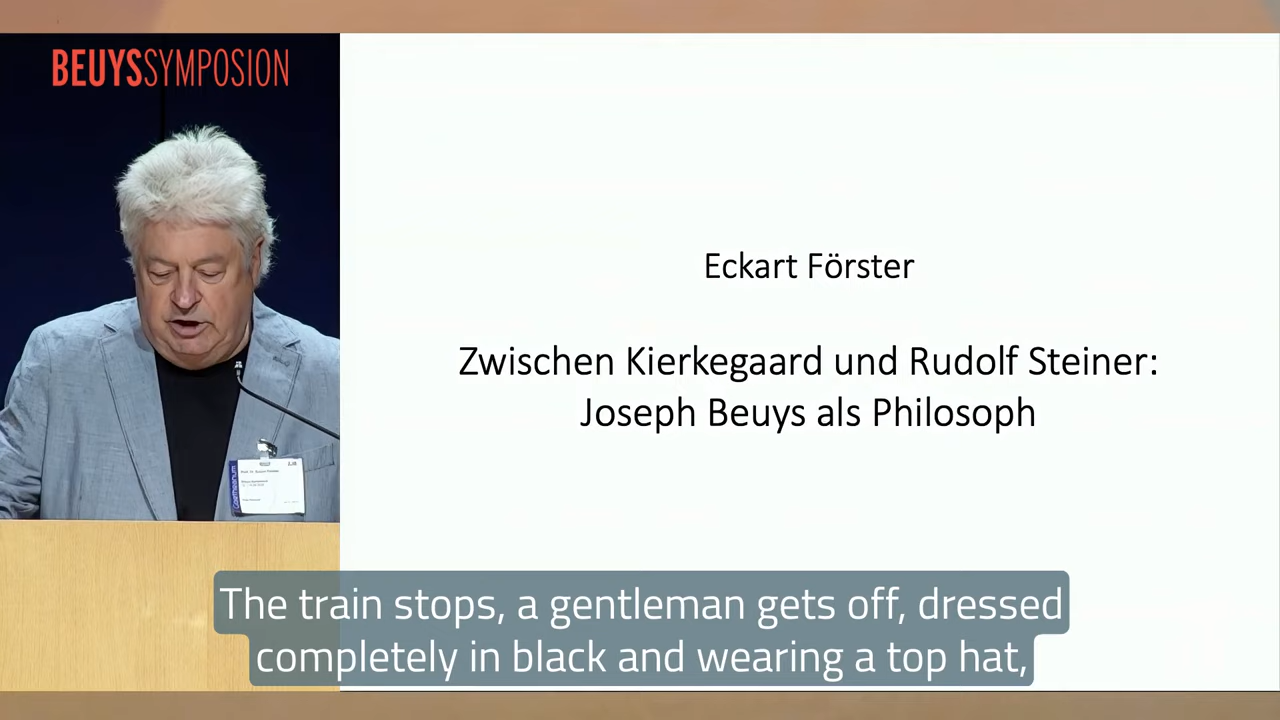 BEUYSSYMPOSION
Eckart Förster
Zwischen Kierkegaard und Rudolf Steiner:
Joseph Beuys als Philosoph
Goetheanum
The train stops, a gentleman gets off, dressed
completely in black and wearing a top hat,